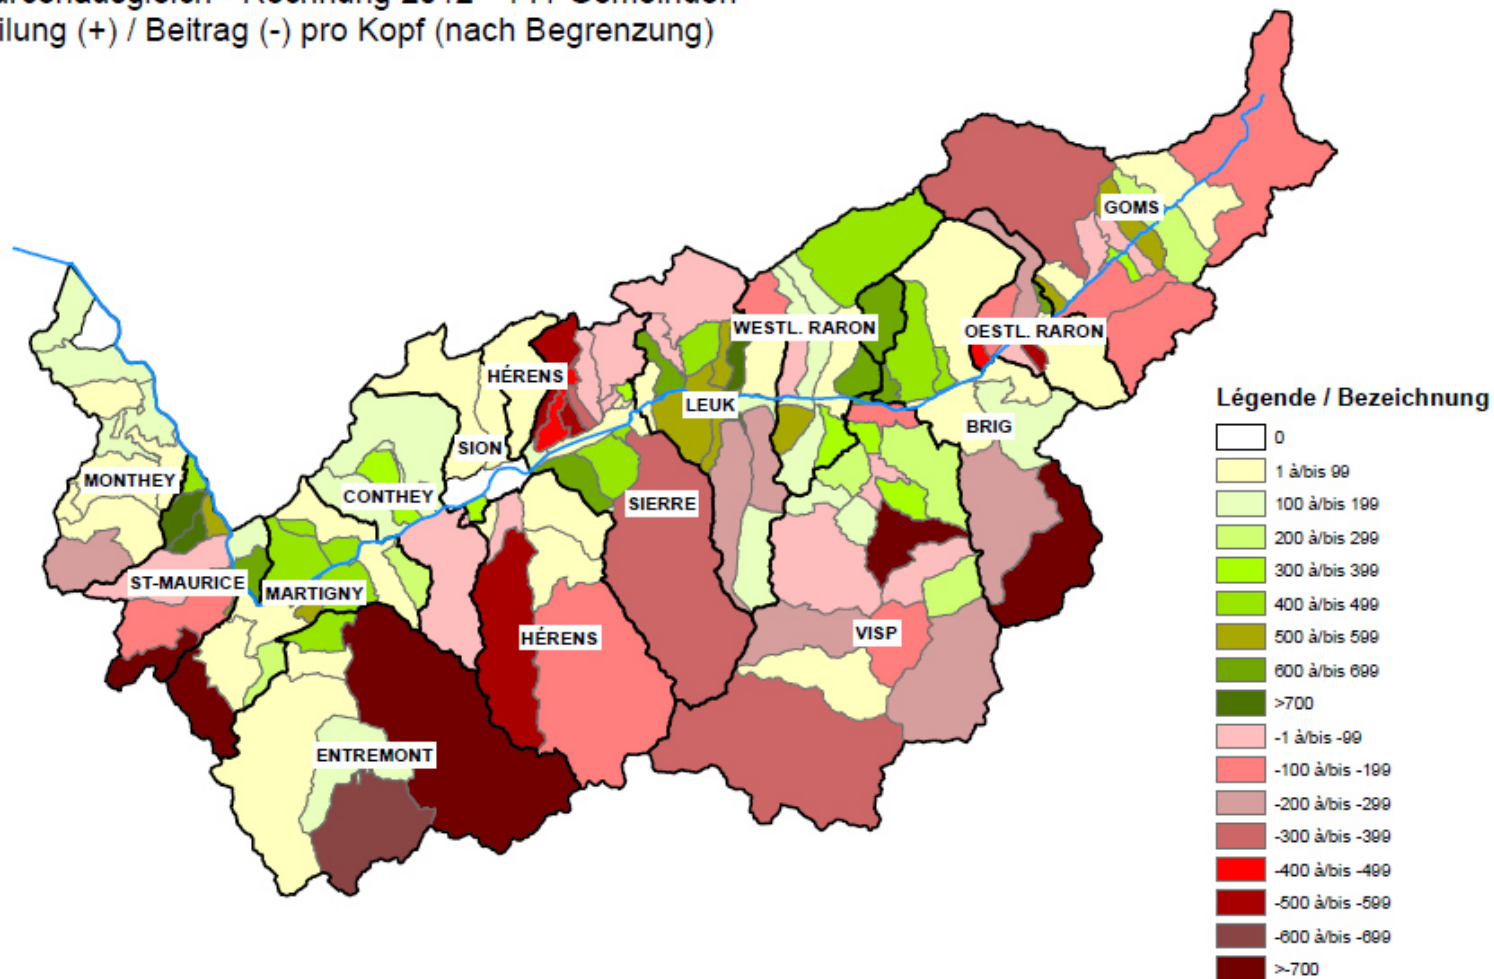 ilung (+) / Beitrag (-) pro Kopf (nach Begrenzung)
GOMS
WESTL. RARON
OESTL. RARON
HÉRENS
LEUK
BRIG
SION
MONTHEY
CONTHEY
SIERRE
ST-MAURICE
MARTIGNY
HÉRENS
VISP
ENTREMONT
Légende / Bezeichnung
0
1 à/bis 99
100 à/bis 199
200 à/bis 299
300 à/bis 399
400 à/bis 499
500 à/bis 599
600 à/bis 699
>700
-1 à/bis -99
-100 à/bis -199
-200 à/bis -299
-300 à/bis -399
-400 à/bis -499
-500 à/bis -599
-600 à/bis -699
>-700